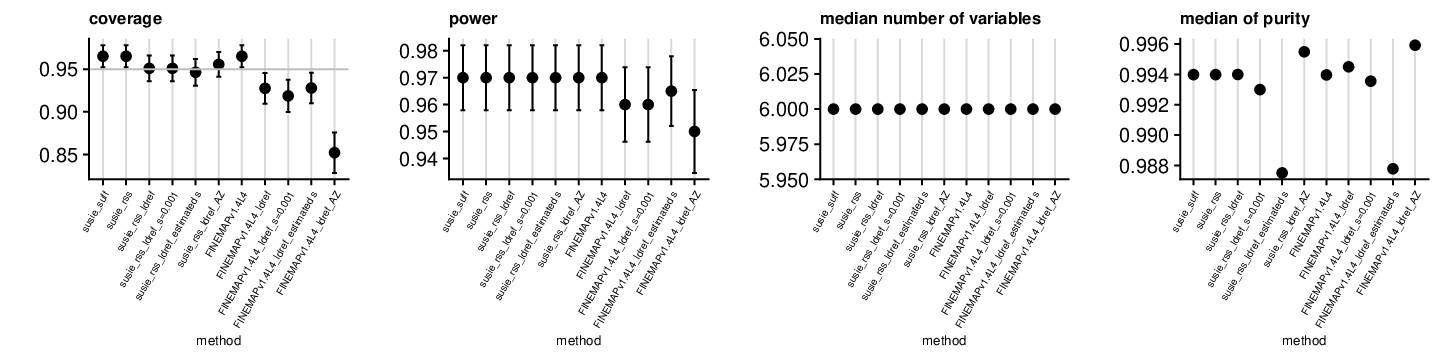 coverage
0.95
0.90
0.85
susie_suff
susie_rss
susie_rss_ldref
susie_rss_ldref_s=0.001
susie_rss_ldref_estimated s
susie_rss_ldref_AZ
FINEMAPv1.4L4
FINEMAPv1.4L4_ldref
FINEMAPv1.4L4_ldref_s=0.001
FINEMAPv1.4L4_ldref_estimated s
FINEMAPv1.4L4_ldref_AZ
method
power
0.98
0.97
0.96
0.95
0.94
susie_suff
susie_rss
susie_rss_ldref
susie_rss_ldref_s=0.001
susie_rss_ldref_estimated s
susie_rss_ldref_AZ
FINEMAPv1.4L4
FINEMAPv1.4L4_ldref
FINEMAPv1.4L4_ldref_s=0.001
FINEMAPv1.4L4_ldref_estimated s
FINEMAPv1.4L4_ldref_AZ
method
median number of variables
6.050
6.025
6.000
5.975
5.950
susie_suff
susie_rss
susie_rss_ldref
susie_rss_ldref_s=0.001
susie_rss_ldref_estimated s
susie_rss_ldref_AZ
FINEMAPv1.4L4
FINEMAPv1.4L4_ldref
FINEMAPv1.4L4_ldref_s=0.001
FINEMAPv1.4L4_ldref_estimated s
FINEMAPv1.4L4_ldref_AZ
method
median of purity
0.996
0.994
0.992
0.990
0.988
susie_suff
susie_rss
susie_rss_ldref
susie_rss_ldref_s=0.001
susie_rss_ldref_estimated s
susie_rss_ldref_AZ
FINEMAPv1.4L4
FINEMAPv1.4L4_ldref
FINEMAPv1.4L4_ldref_s=0.001
FINEMAPv1.4L4_ldref_estimated s
FINEMAPv1.4L4_ldref_AZ
method